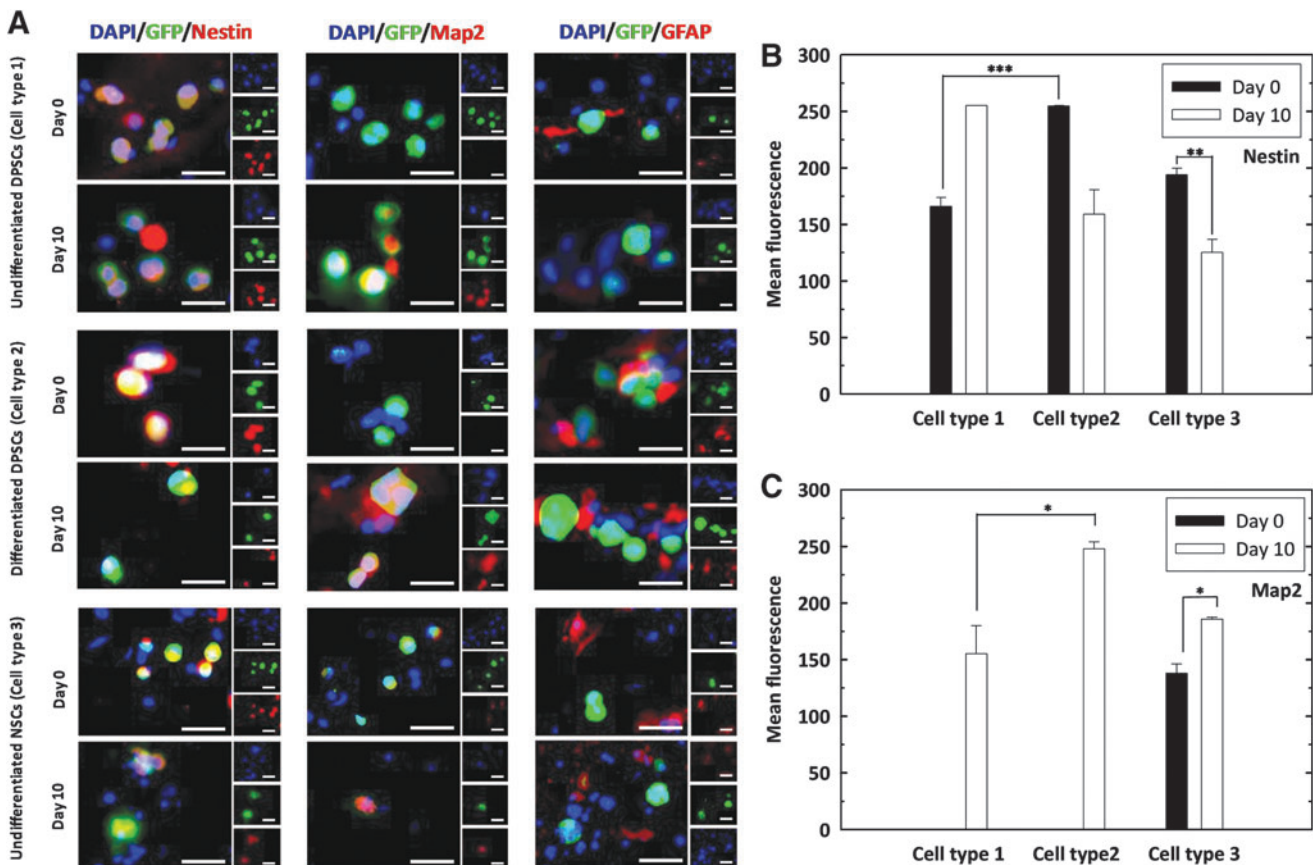 A
DAPI/GFP/Nestin
DAPI/GFP/Map2
DAPI/GFP/GFAP
Undifferentiated DPSCs (Cell type 1)
Day 0
Day 10
Differentiated DPSCs (Cell type 2)
Day 0
Day 10
Undifferentiated NSCs (Cell type 3)
Day 0
Day 10
B
300
250
200
150
100
50
0
Mean fluorescence
***
**
Day 0
Day 10
Nestin
Cell type 1
Cell type2
Cell type 3
C
300
250
200
150
100
50
0
Mean fluorescence
*
*
Day 0
Day 10
Map2
Cell type 1
Cell type2
Cell type 3